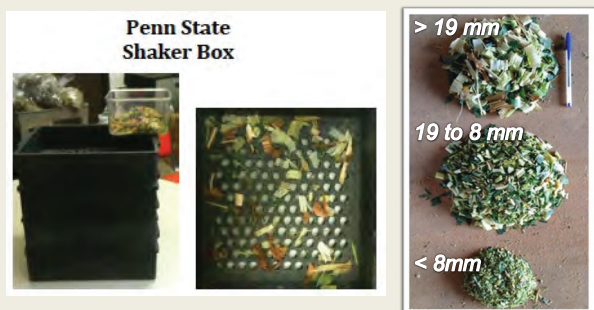 Penn State
Shaker Box
> 19 mm
19 to 8 mm
< 8mm